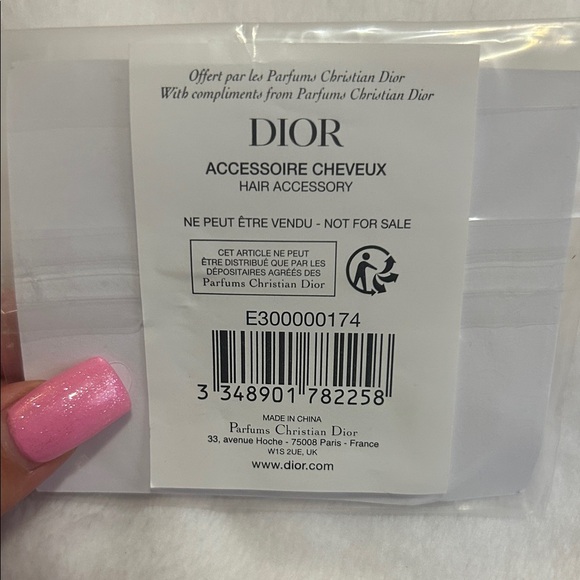 Offert par les Parfums Christian Dior
With compliments from Parfums Christian Dior
DIOR
ACCESSOIRE CHEVEUX
HAIR ACCESSORY
NE PEUT ÊTRE VENDU - NOT FOR SALE
CET ARTICLE NE PEUT
ÊTRE DISTRIBUÉ QUE PAR LES
DÉPOSITAIRES AGRÉÉS DES
Parfums Christian Dior
E300000174
3 348901 782258
MADE IN CHINA
Parfums Christian Dior
33, avenue Hoche - 75008 Paris - France
W1S 2UE, UK
www.dior.com